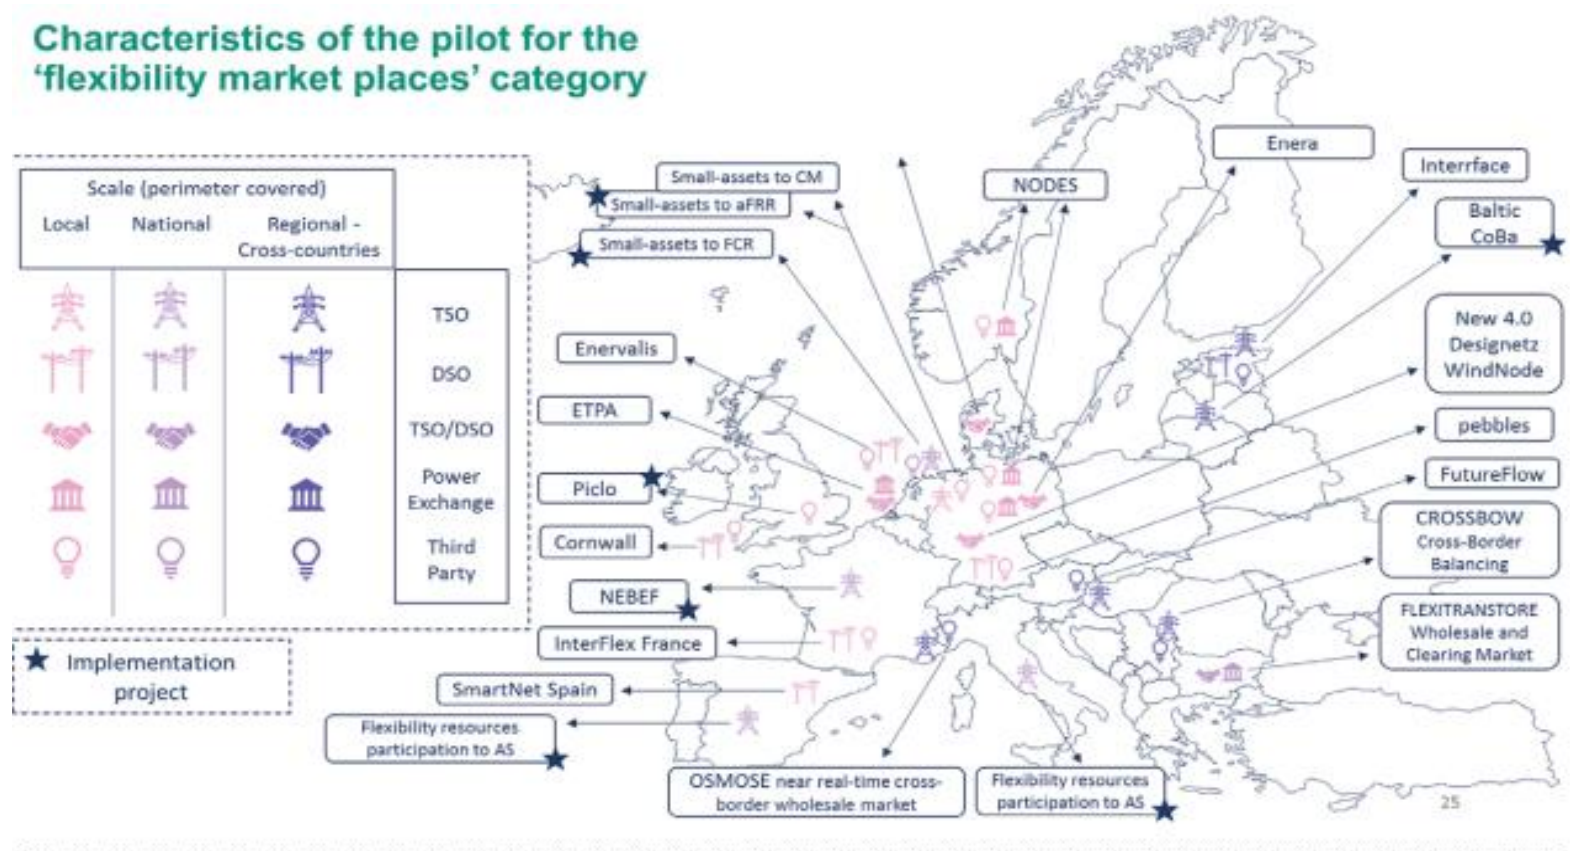 Characteristics of the pilot for the
‘flexibility market places’ category
Scale (perimeter covered)
Local
National
Regional -
Cross-countries
TSO
DSO
TSO/DSO
Power
Exchange
Third
Party
Implementation
project
Small-assets to CM
Small-assets to aFRR
Small-assets to FCR
NODES
Enera
Interrface
Baltic
CoBa
Enervalis
ETPA
Piclo
Cornwall
NEBEF
InterFlex France
SmartNet Spain
Flexibility resources
participation to AS
New 4.0
Designetz
WindNode
pebbles
FutureFlow
CROSSBOW
Cross-Border
Balancing
FLEXITRANSTORE
Wholesale and
Clearing Market
OSMOSE near real-time cross-
border wholesale market
Flexibility resources
participation to AS
25